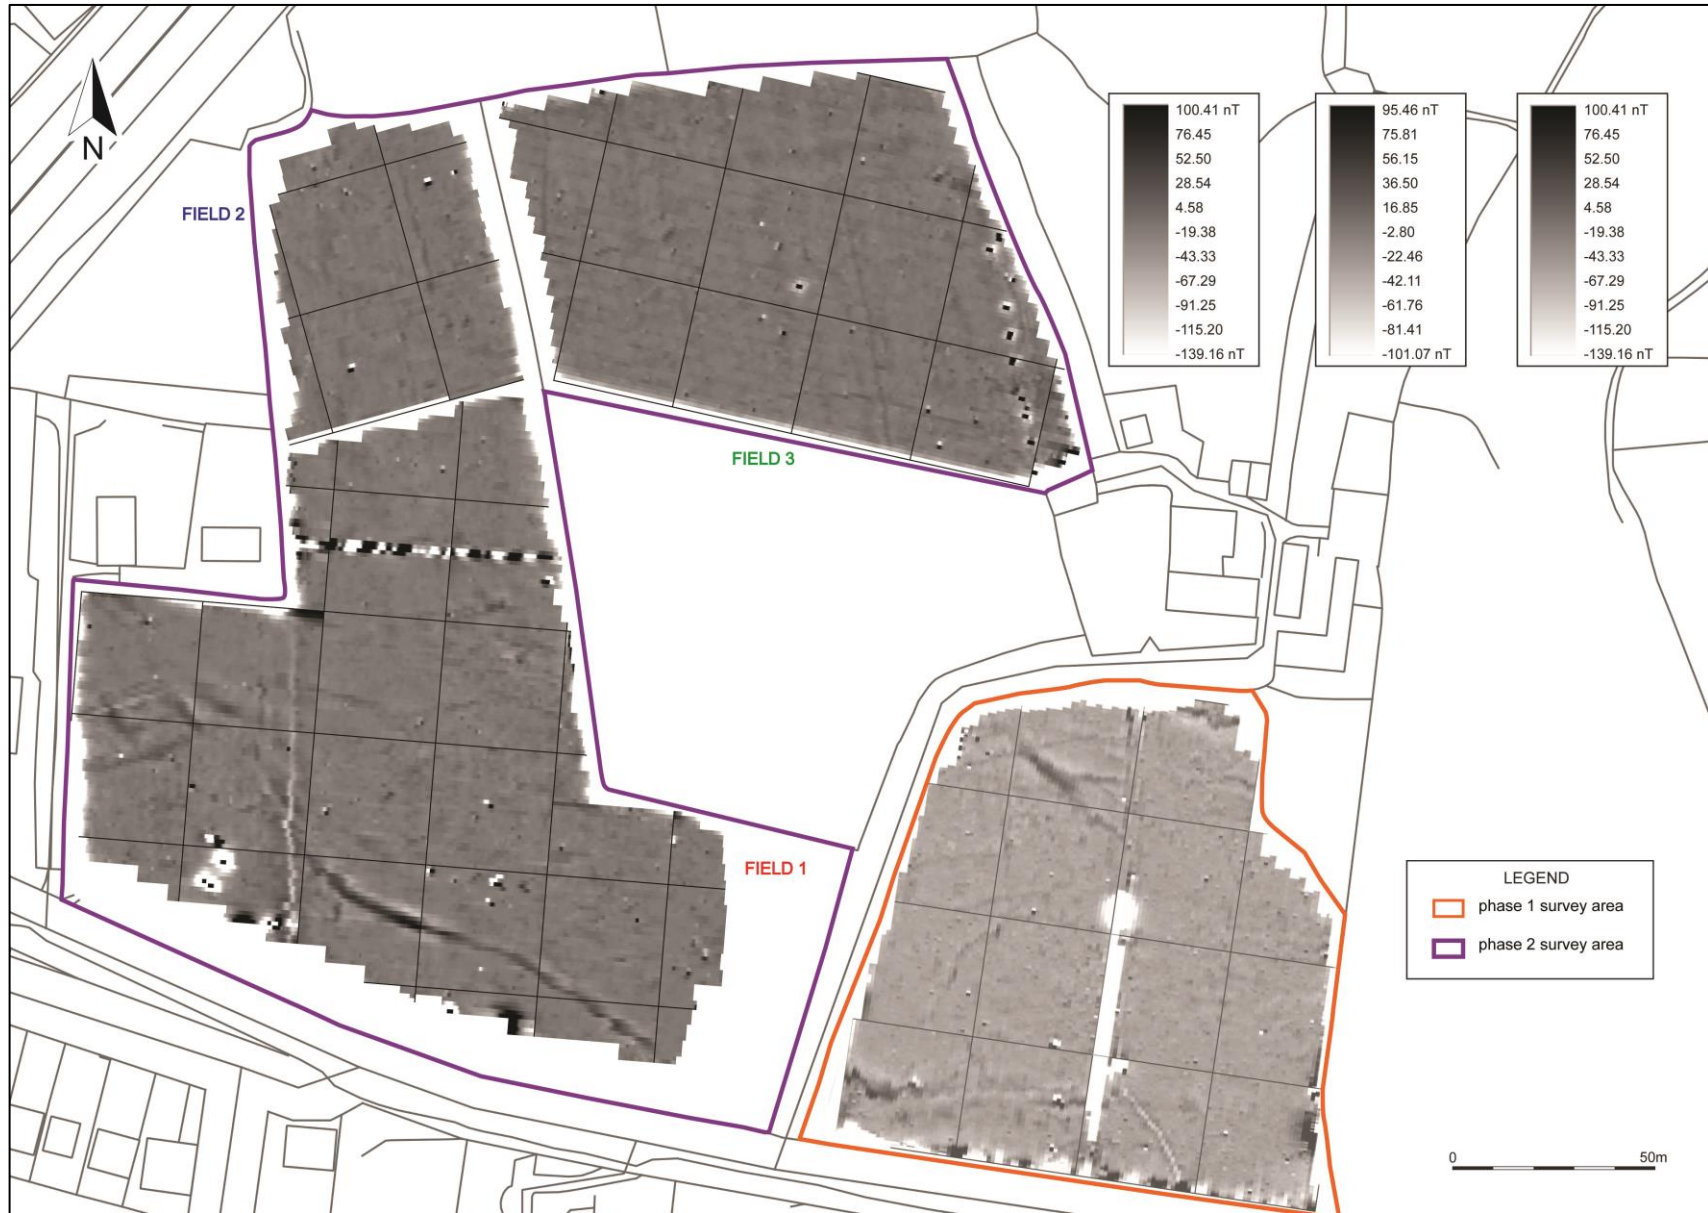 N
FIELD 2
FIELD 3
FIELD 1
100.41 nT
76.45
52.50
28.54
4.58
-19.38
-43.33
-67.29
-91.25
-115.20
-139.16 nT
95.46 nT
75.81
56.15
36.50
16.85
-2.80
-22.46
-42.11
-61.76
-81.41
-101.07 nT
100.41 nT
76.45
52.50
28.54
4.58
-19.38
-43.33
-67.29
-91.25
-115.20
-139.16 nT
LEGEND
phase 1 survey area
phase 2 survey area
0 50m